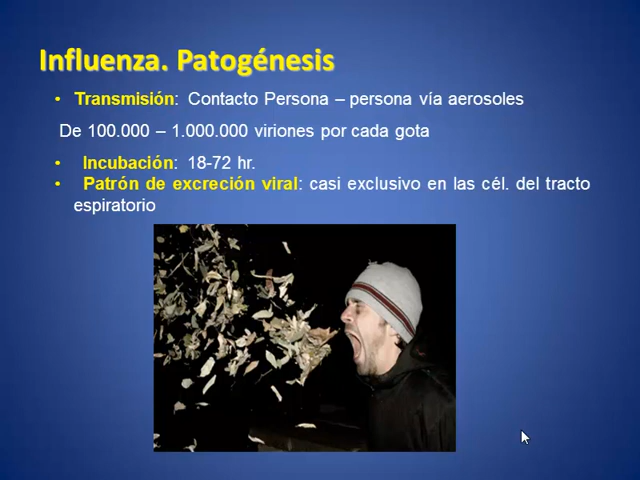 Influenza. Patogénesis
• Transmisión: Contacto Persona – persona vía aerosoles
De 100.000 – 1.000.000 viriones por cada gota
• Incubación: 18-72 hr.
• Patrón de excreción viral: casi exclusivo en las cél. del tracto
espiratorio